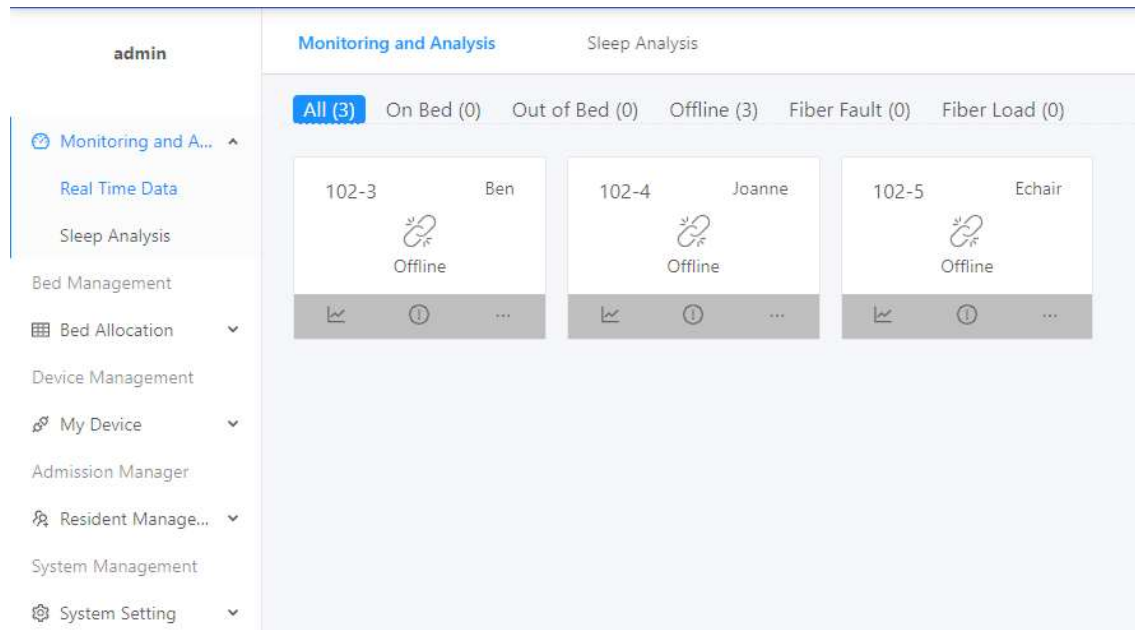 admin
Monitoring and A...
Real Time Data
Sleep Analysis
Bed Management
Bed Allocation
Device Management
My Device
Admission Manager
Resident Manage...
System Management
System Setting
Monitoring and Analysis Sleep Analysis
All (3) On Bed (0) Out of Bed (0) Offline (3) Fiber Fault (0) Fiber Load (0)
102-3 Ben
Offline
...
102-4 Joanne
Offline
...
102-5 Echair
Offline
...